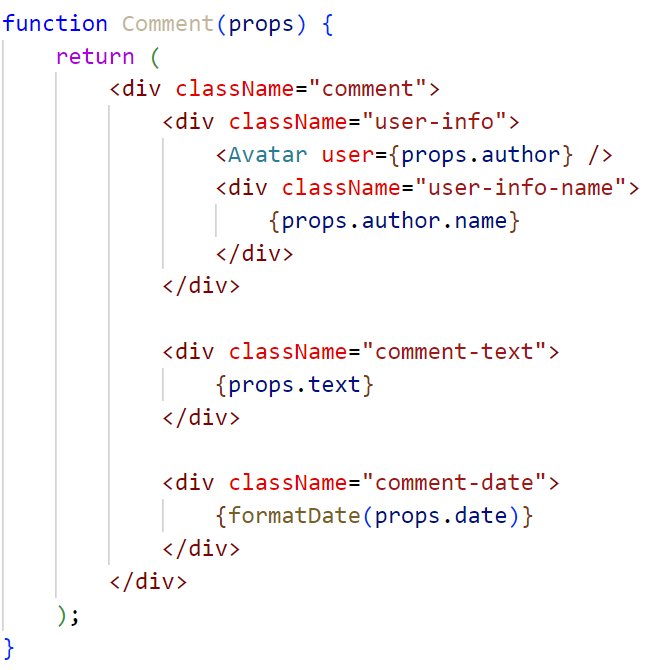 function Comment(props) {
    return (
        <div className="comment">
            <div className="user-info">
                <Avatar user={props.author} />
                <div className="user-info-name">
                    {props.author.name}
                </div>
            </div>

            <div className="comment-text">
                {props.text}
            </div>

            <div className="comment-date">
                {formatDate(props.date)}
            </div>
        </div>
    );
}